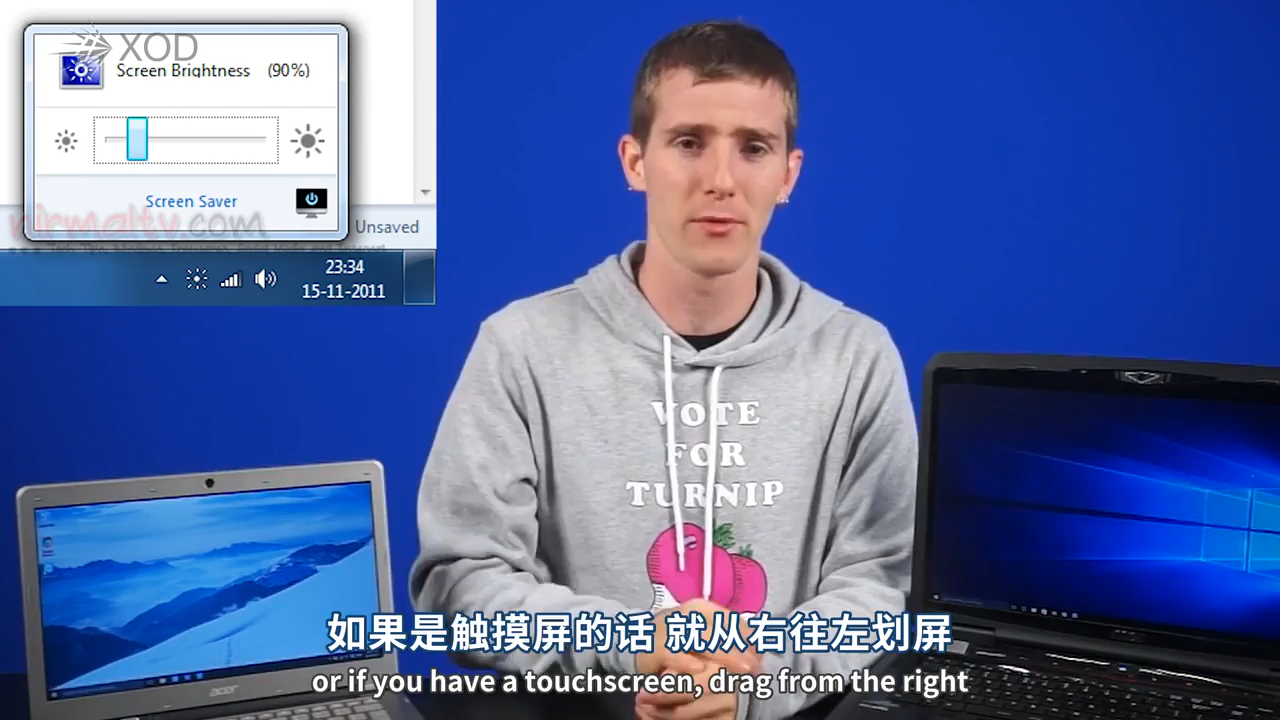 XOD
Screen Brightness (90%)
Screen Saver
nirmaltv.com
Unsaved
23:34
15-11-2011
VOTE
FOR
TURNIP
acer
如果是触摸屏的话 就从右往左划屏
or if you have a touchscreen, drag from the right